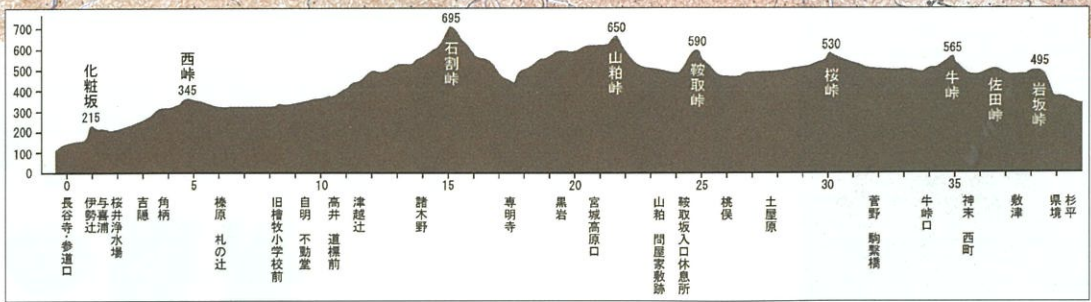 695
650
590
530
565
495
345
215
化粧坂
西峠
石割峠
山粕峠
鞍取峠
桜峠
牛峠
佐田峠
岩坂峠
700
600
500
400
300
200
100
0
0
5
10
15
20
25
30
35
長谷寺・参道口
伊勢辻
与喜浦
桜井浄水場
吉隠
角柄
榛原 札の辻
旧檜牧小学校前
自明 不動堂
高井 道標前
津越辻
諸木野
専明寺
黒岩
宮城高原口
山粕 問屋家敷跡
鞍取坂入口休息所
桃俣
土屋原
菅野 駒繋橋
牛峠口
神末 西町
敷津
県境
杉平